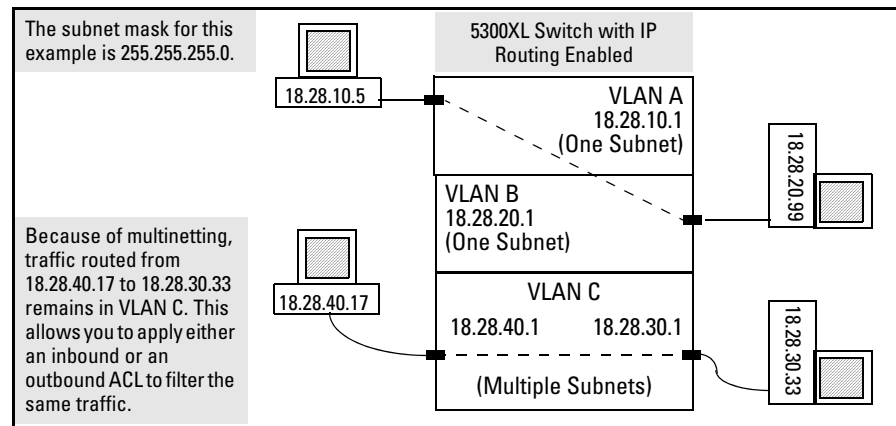 The subnet mask for this
example is 255.255.255.0.
5300XL Switch with IP
Routing Enabled
18.28.10.5
VLAN A
18.28.10.1
(One Subnet)
18.28.20.99
VLAN B
18.28.20.1
(One Subnet)
Because of multinetting,
traffic routed from
18.28.40.17 to 18.28.30.33
remains in VLAN C. This
allows you to apply either
an inbound or an
outbound ACL to filter the
same traffic.
18.28.40.17
VLAN C
18.28.40.1 18.28.30.1
(Multiple Subnets)
18.28.30.33